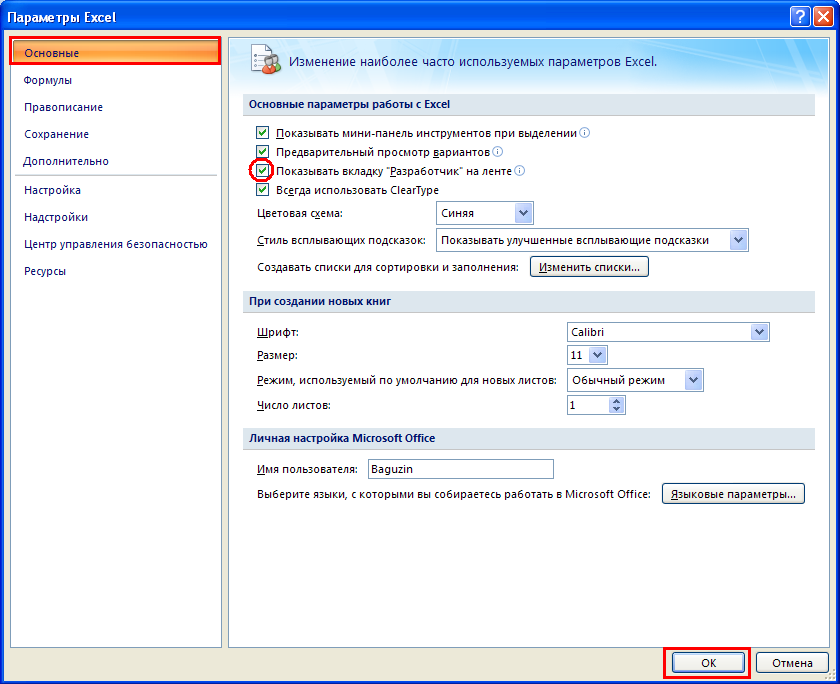 Параметры Excel
Основные
Формулы
Правописание
Сохранение
Дополнительно
Настройка
Надстройки
Центр управления безопасностью
Ресурсы
Изменение наиболее часто используемых параметров Excel.
Основные параметры работы с Excel
Показывать мини-панель инструментов при выделении
Предварительный просмотр вариантов
Показывать вкладку "Разработчик" на ленте
Всегда использовать ClearType
Цветовая схема: Синяя
Стиль всплывающих подсказок: Показывать улучшенные всплывающие подсказки
Создавать списки для сортировки и заполнения: Изменить списки...
При создании новых книг
Шрифт: Calibri
Размер: 11
Режим, используемый по умолчанию для новых листов: Обычный режим
Число листов: 1
Личная настройка Microsoft Office
Имя пользователя: Baguzin
Выберите языки, с которыми вы собираетесь работать в Microsoft Office: Языковые параметры...
ОК Отмена